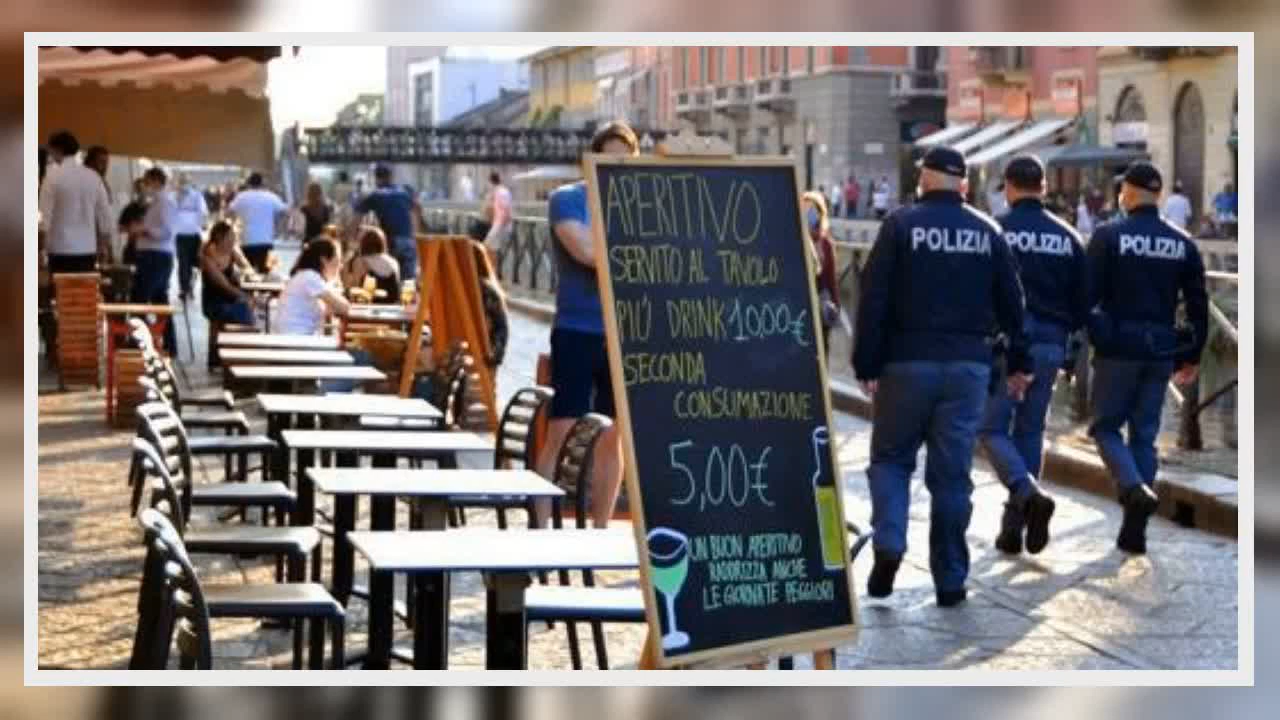 APERITIVO
SERVITO AL TAVOLO
PIÚ DRINK 10,00€
SECONDA
CONSUMAZIONE
5,00€
UN BUON APERITIVO
RADDRIZZA ANCHE
LE GIORNATE PEGGIORI
POLIZIA
POLIZIA
POLIZIA